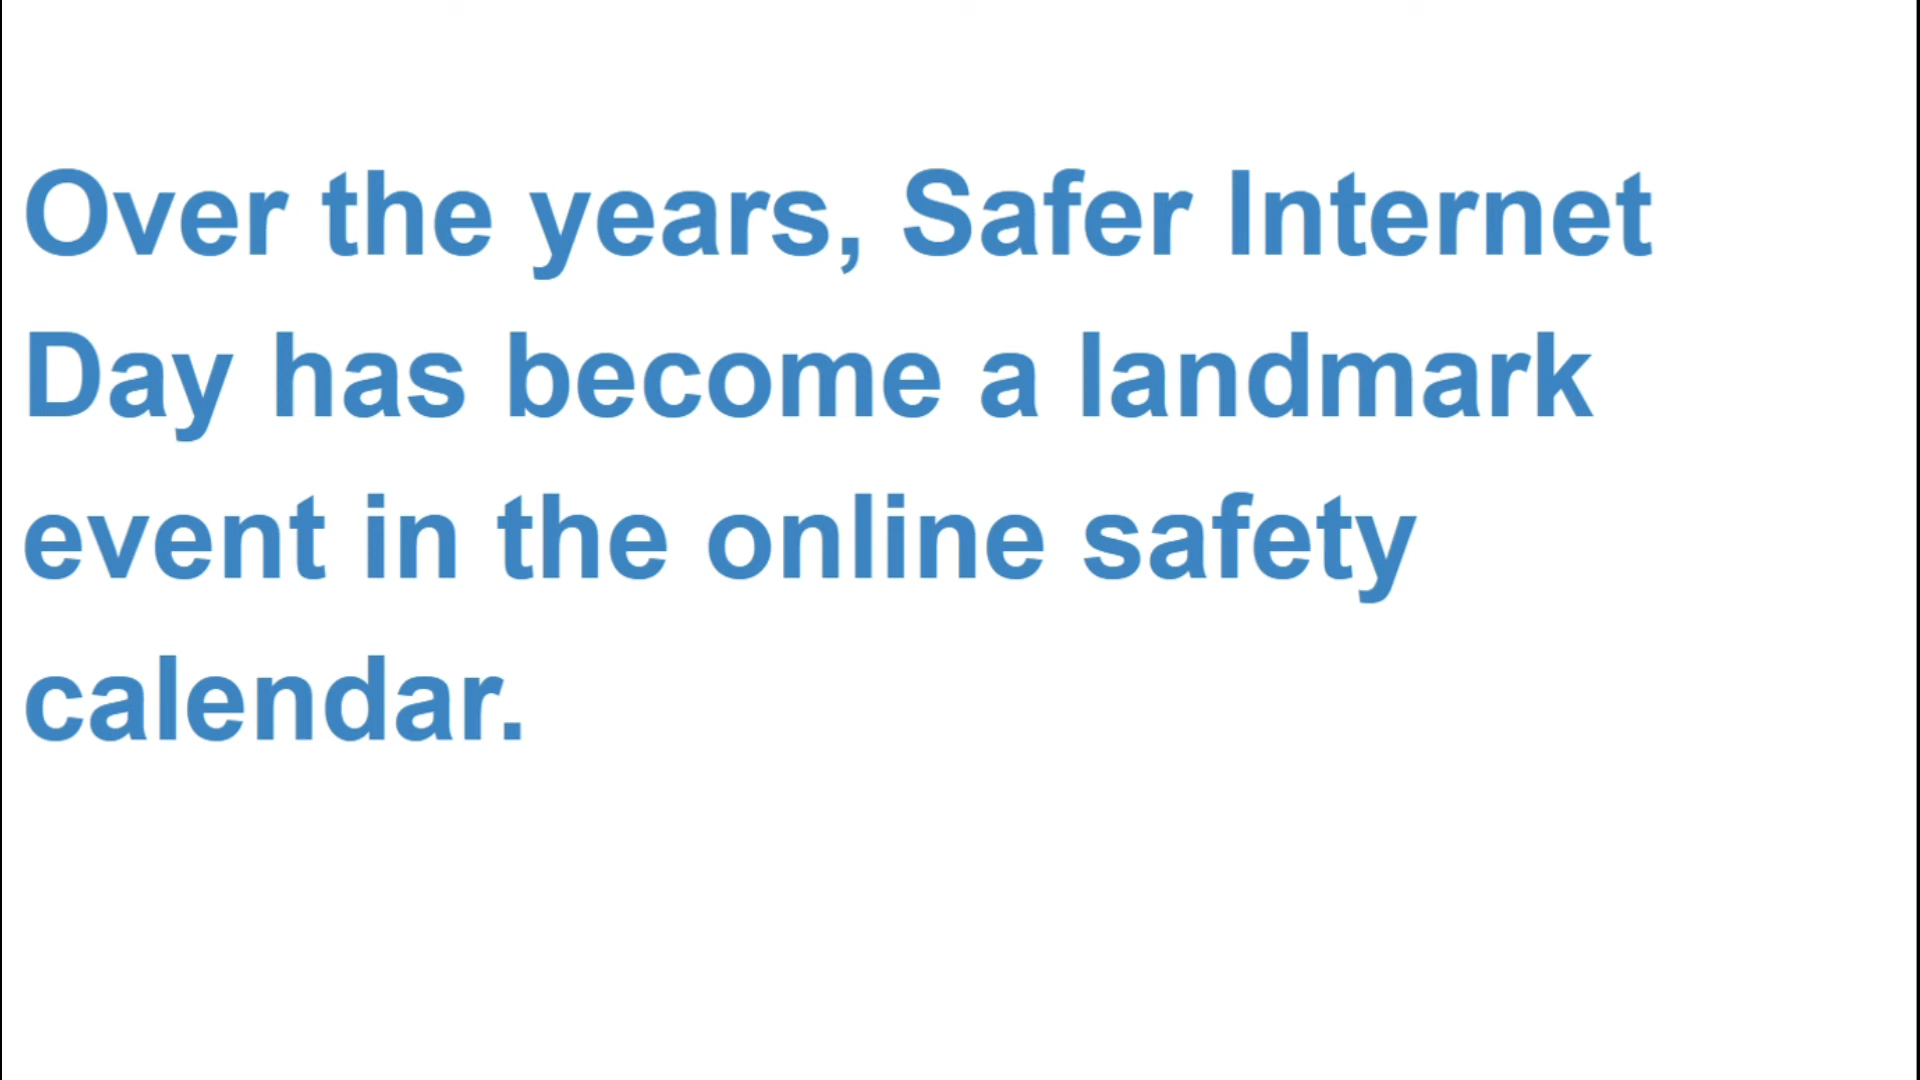 Over the years, Safer Internet
Day has become a landmark
event in the online safety
calendar.